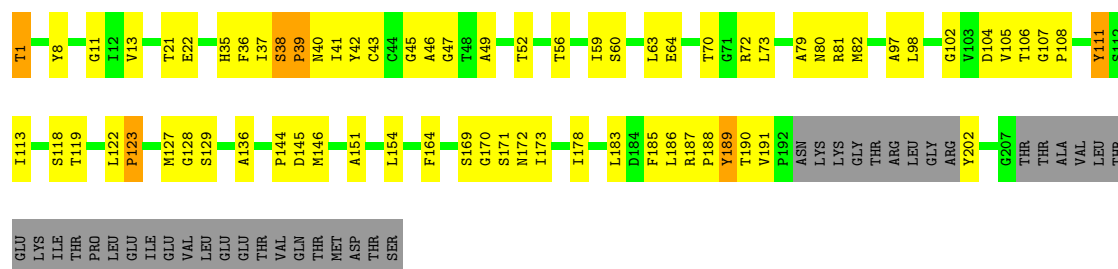 T1 Y8 G11 I12 V13 T21 E22 H35 F36 I37 S38 P39 N40 I41 Y42 C43 C44 G45 A46 G47 T48 A49 T52 T56 I59 S60 L63 E64 T70 G71 R72 L73 A79 N80 R81 M82 A97 L98 G102 V103 D104 V105 T106 G107 P108 Y111 S112
I113 S118 T119 L122 P123 M127 G128 S129 A136 P144 D145 M146 A151 L154 F164 S169 G170 S171 N172 I173 I178 L183 D184 F185 L186 R187 P188 Y189 T190 V191 P192 ASN LYS LYS GLY THR ARG LEU GLY ARG Y202 G207 THR THR ALA VAL LEU THR
GLU LYS ILE THR PRO LEU GLU ILE GLU VAL LEU GLU GLU THR VAL GLN THR MET ASP THR SER